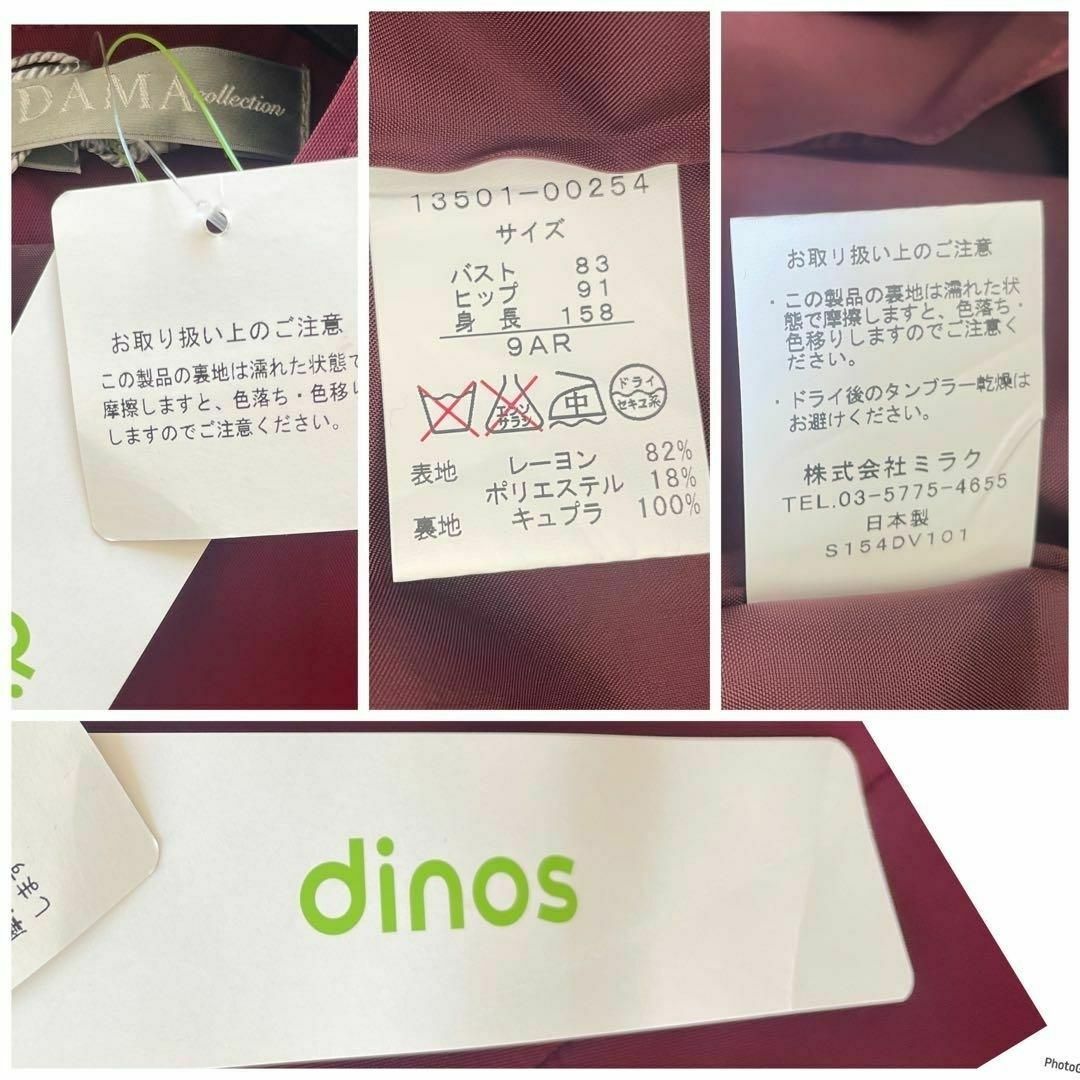 DAMA collection
お取り扱い上のご注意
この製品の裏地は濡れた状態で
摩擦しますと、色落ち・色移り
しますのでご注意ください。
13501-00254
サイズ
バスト 83
ヒップ 91
身長 158
9AR
エンソ
サラシ
中
ドライ
セキユ系
表地 レーヨン 82%
ポリエステル 18%
裏地 キュプラ 100%
お取り扱い上のご注意
・この製品の裏地は濡れた状
態で摩擦しますと、色落ち・
色移りしますのでご注意く
ださい。
・ドライ後のタンブラー乾燥は
お避けください。
株式会社ミラク
TEL.03-5775-4655
日本製
S154DV101
dinos